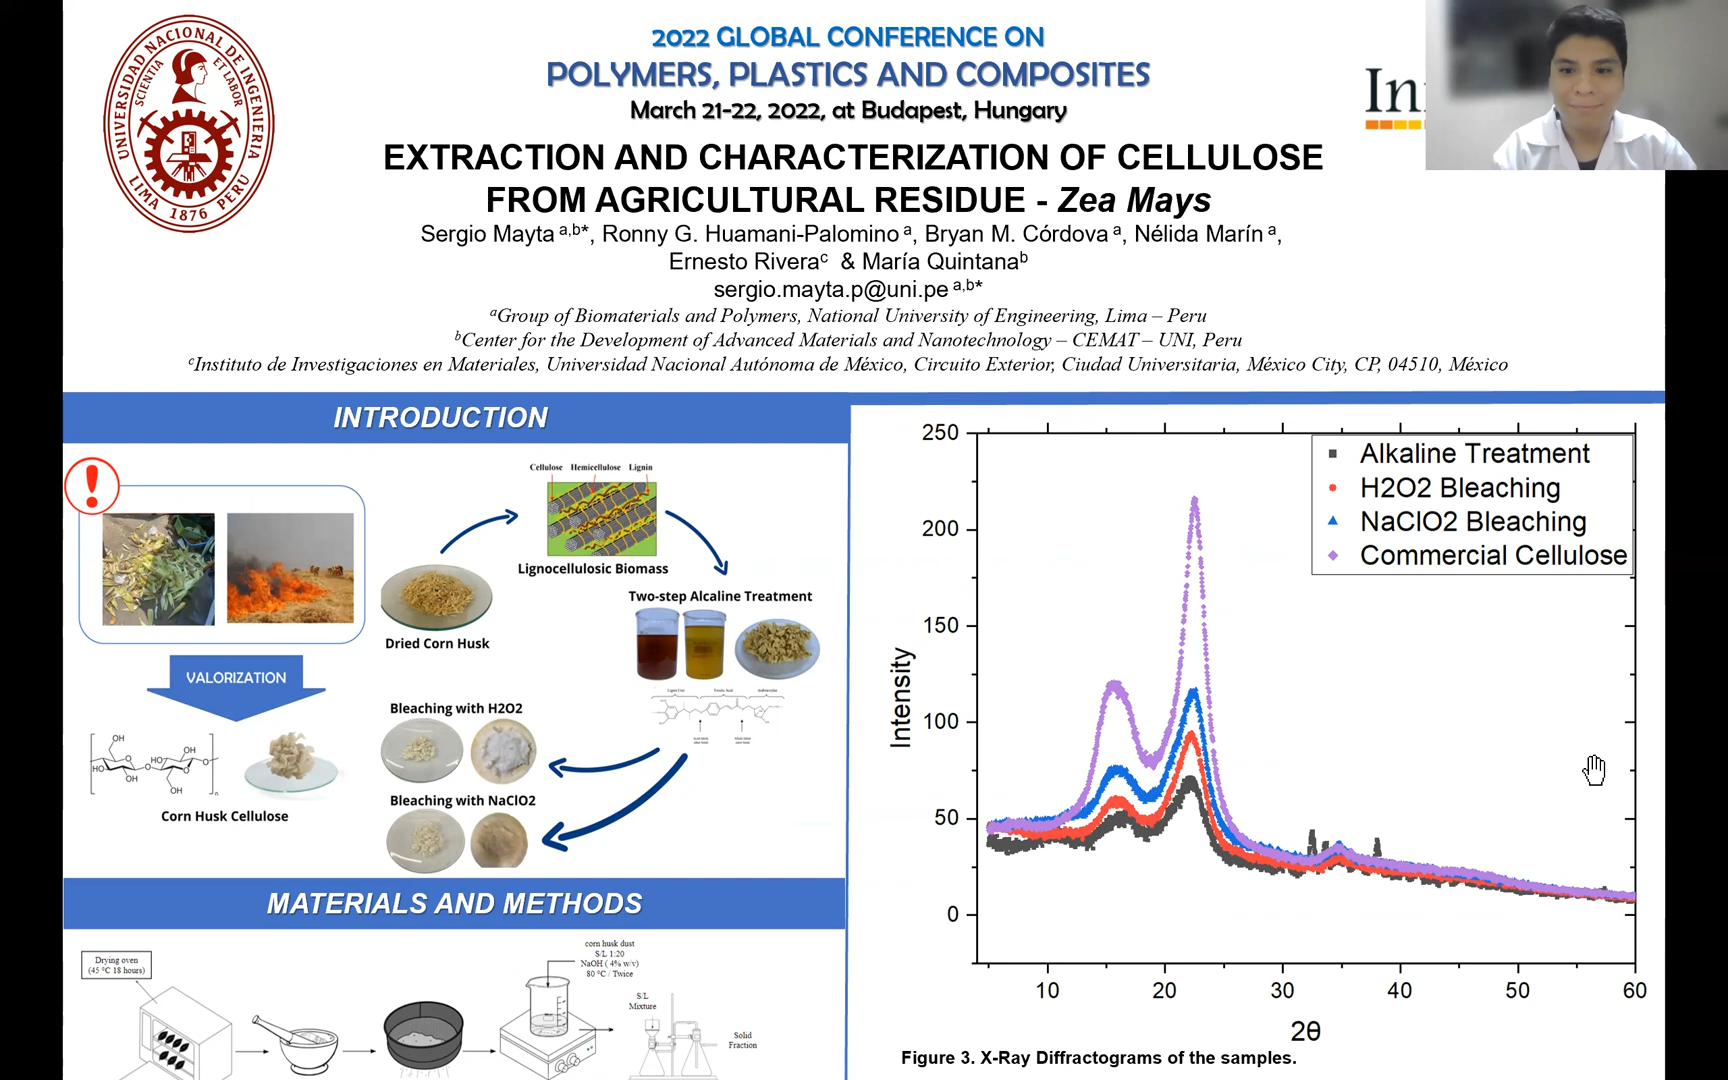 UNIVERSIDAD NACIONAL DE INGENIERIA
SCIENTIA ET LABOR
LIMA 1876 PERU
2022 GLOBAL CONFERENCE ON
POLYMERS, PLASTICS AND COMPOSITES
March 21-22, 2022, at Budapest, Hungary
In
EXTRACTION AND CHARACTERIZATION OF CELLULOSE
FROM AGRICULTURAL RESIDUE - Zea Mays
Sergio Mayta a,b*, Ronny G. Huamani-Palomino a, Bryan M. Córdova a, Nélida Marín a,
Ernesto Rivera c & María Quintana b
sergio.mayta.p@uni.pe a,b*
aGroup of Biomaterials and Polymers, National University of Engineering, Lima – Peru
bCenter for the Development of Advanced Materials and Nanotechnology – CEMAT – UNI, Peru
cInstituto de Investigaciones en Materiales, Universidad Nacional Autónoma de México, Circuito Exterior, Ciudad Universitaria, México City, CP, 04510, México
INTRODUCTION
!
Cellulose Hemicellulose Lignin
Lignocellulosic Biomass
Dried Corn Husk
Two-step Alcaline Treatment
VALORIZATION
OH
OH
HO
OH
HO
OH
OH
n
Corn Husk Cellulose
Bleaching with H2O2
Bleaching with NaClO2
MATERIALS AND METHODS
Drying oven
(45 °C 18 hours)
corn husk dust
S/L 1:20
NaOH ( 4% w/v)
80 °C / Twice
S/L
Mixture
Solid
Fraction
Alkaline Treatment
H2O2 Bleaching
NaClO2 Bleaching
Commercial Cellulose
250
200
150
100
50
0
Intensity
10 20 30 40 50 60
2θ
Figure 3. X-Ray Diffractograms of the samples.